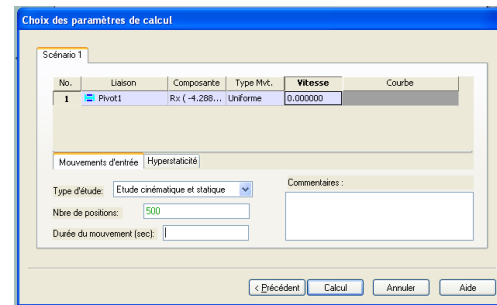 Choix des paramètres de calcul
Scénario 1
No. Liaison Composante Type Mvt. Vitesse Courbe
1 Pivot1 Rx ( -4.288... Uniforme 0.000000
Mouvements d'entrée Hyperstaticité
Type d'étude: Etude cinématique et statique
Commentaires :
Nbre de positions: 500
Durée du mouvement (sec):
< Précédent Calcul Annuler Aide